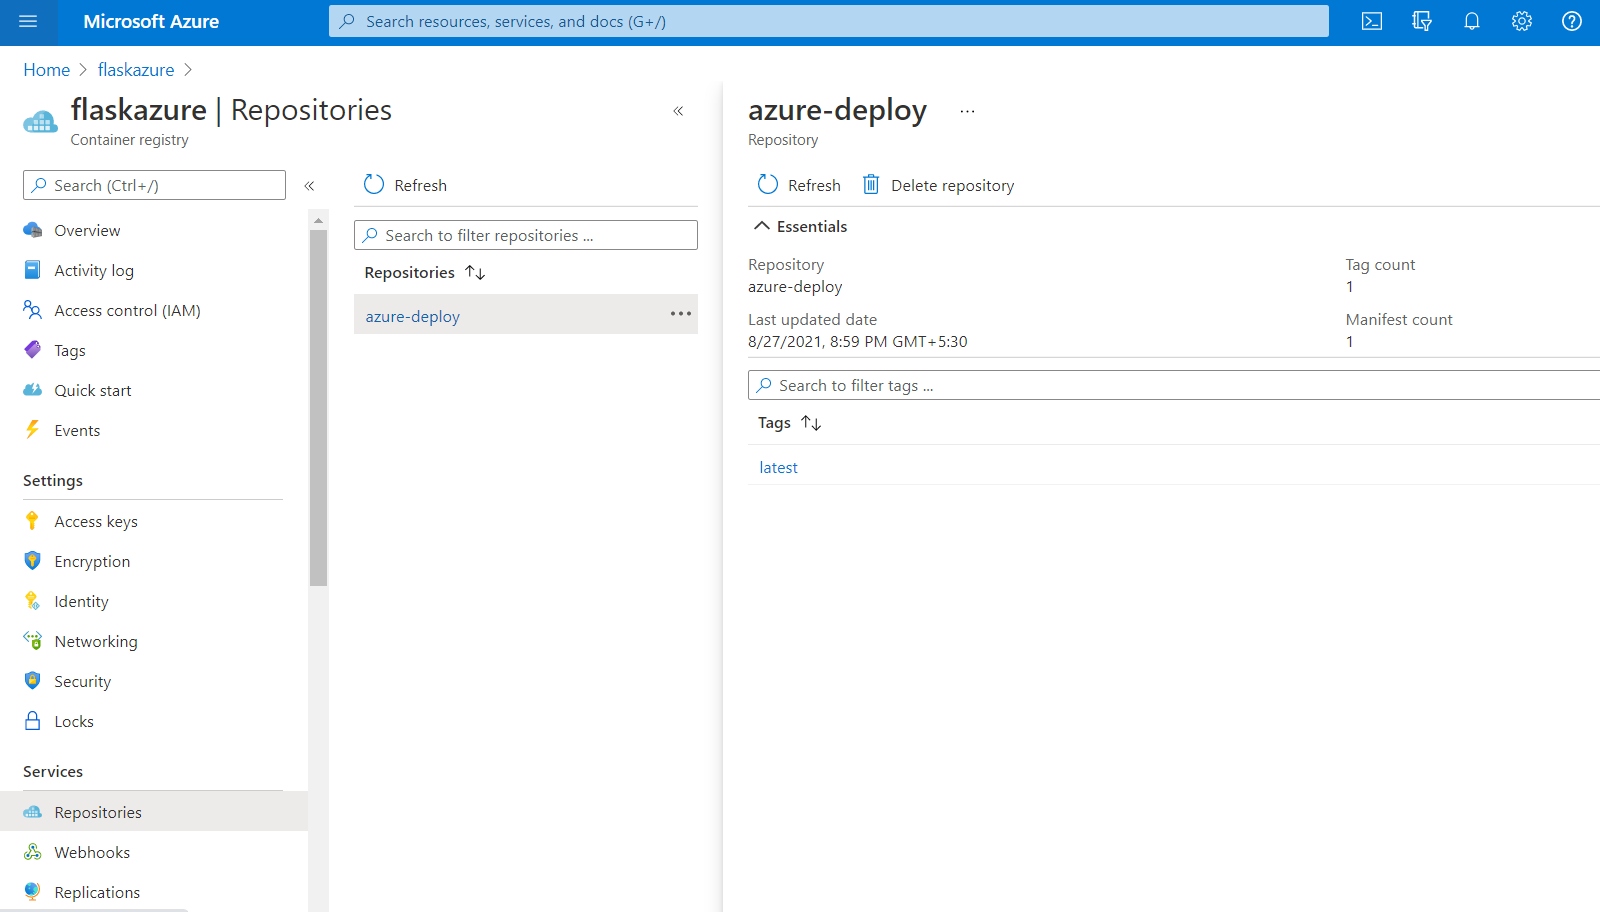 Microsoft Azure
Search resources, services, and docs (G+/)
Home > flaskazure >
flaskazure | Repositories
Container registry
Search (Ctrl+/)
Overview
Activity log
Access control (IAM)
Tags
Quick start
Events
Settings
Access keys
Encryption
Identity
Networking
Security
Locks
Services
Repositories
Webhooks
Replications
Refresh
Search to filter repositories ...
Repositories
azure-deploy
azure-deploy
Repository
Refresh
Delete repository
Essentials
Repository
azure-deploy
Last updated date
8/27/2021, 8:59 PM GMT+5:30
Tag count
1
Manifest count
1
Search to filter tags ...
Tags
latest